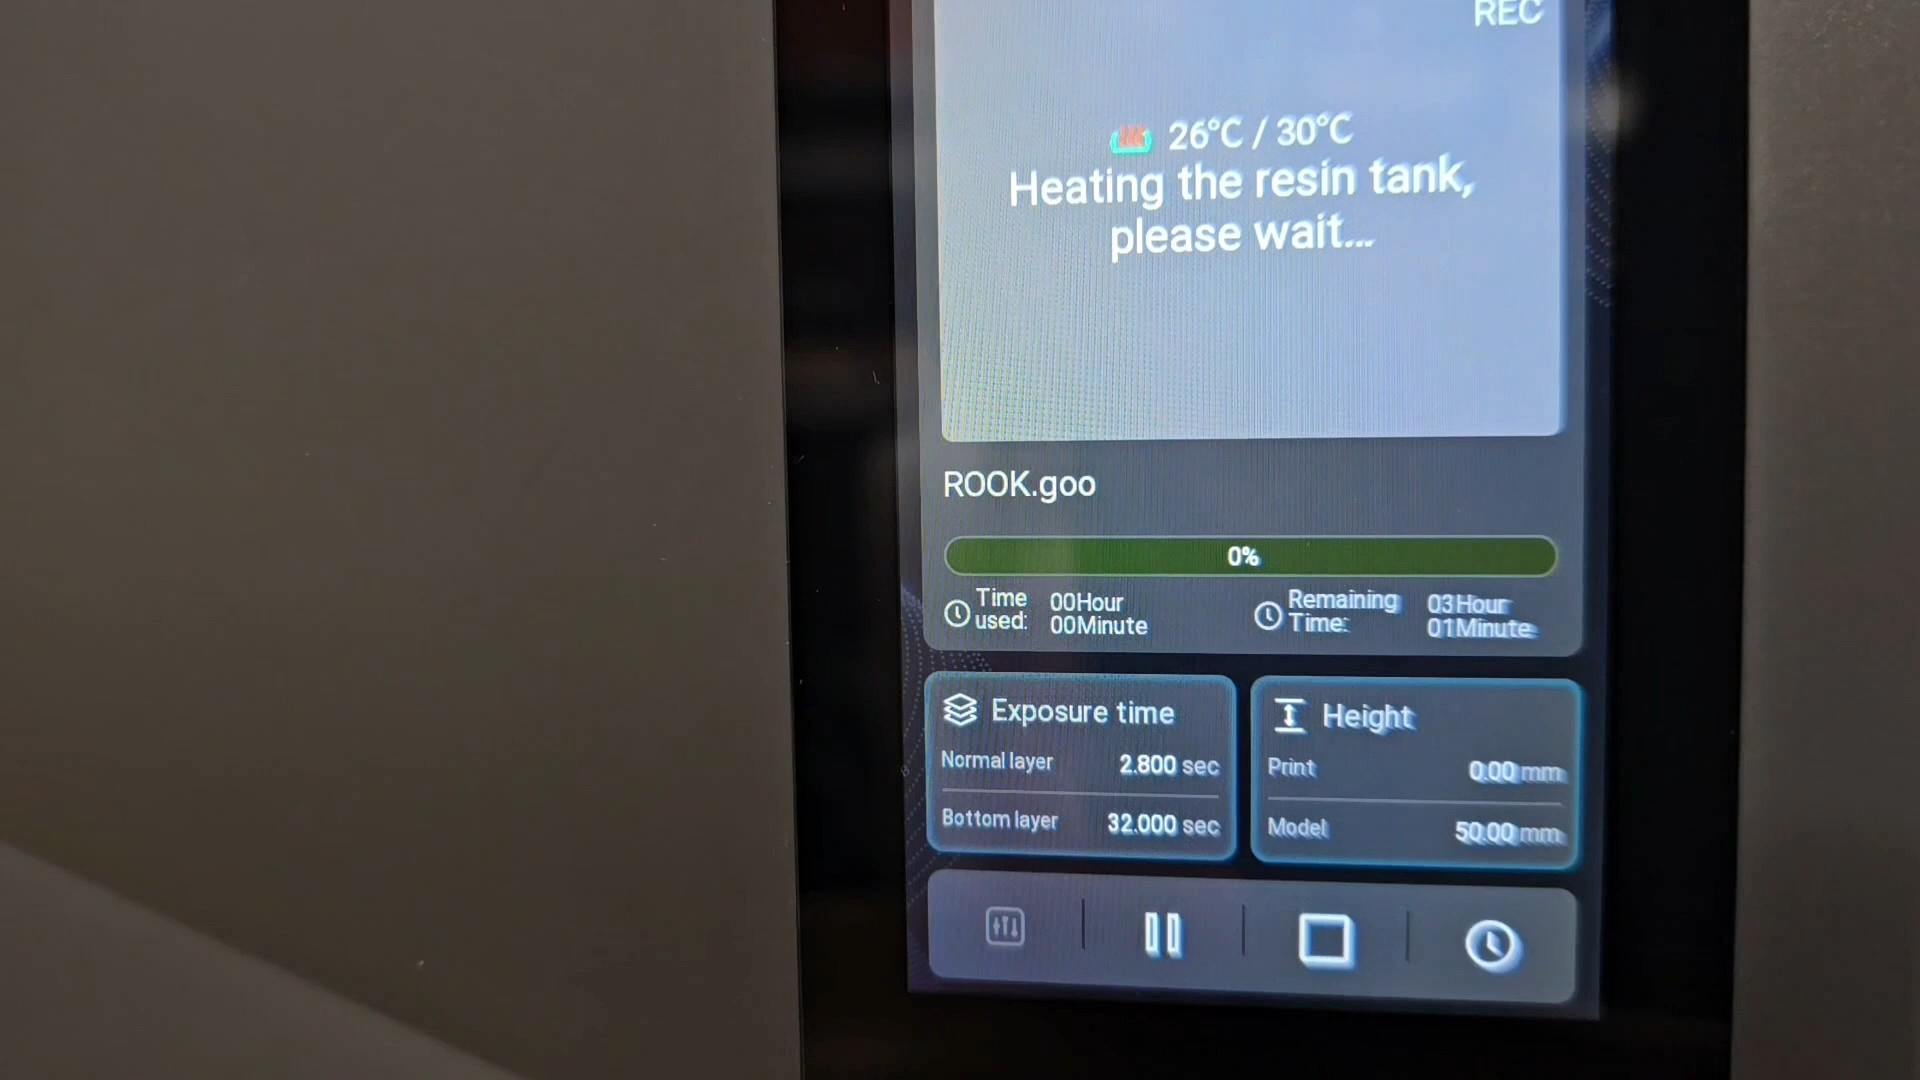 REC
26°C / 30°C
Heating the resin tank,
please wait...
ROOK.goo
0%
Time used: 00Hour 00Minute
Remaining Time: 03Hour 01Minute
Exposure time
Normal layer 2.800 sec
Bottom layer 32.000 sec
Height
Print 0.00 mm
Model 50.00 mm